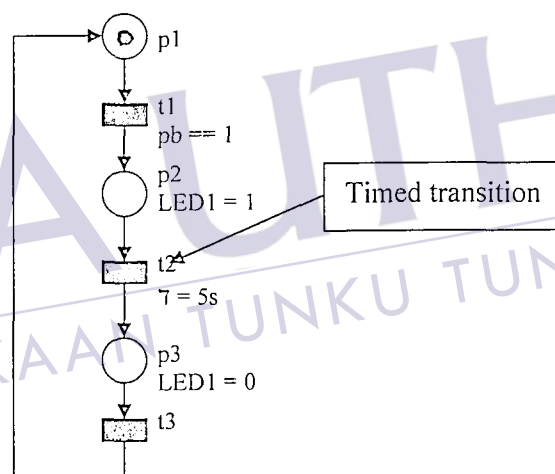 p1
t1
pb == 1
p2
LED1 = 1
Timed transition
t2
7 = 5s
p3
LED1 = 0
t3
AUTH
KAAN TUNKU TUN